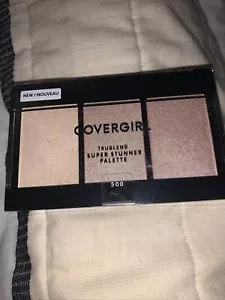 NEW / NOUVEAU
COVERGIRL
TRUBLEND
SUPER STUNNER
PALETTE
500